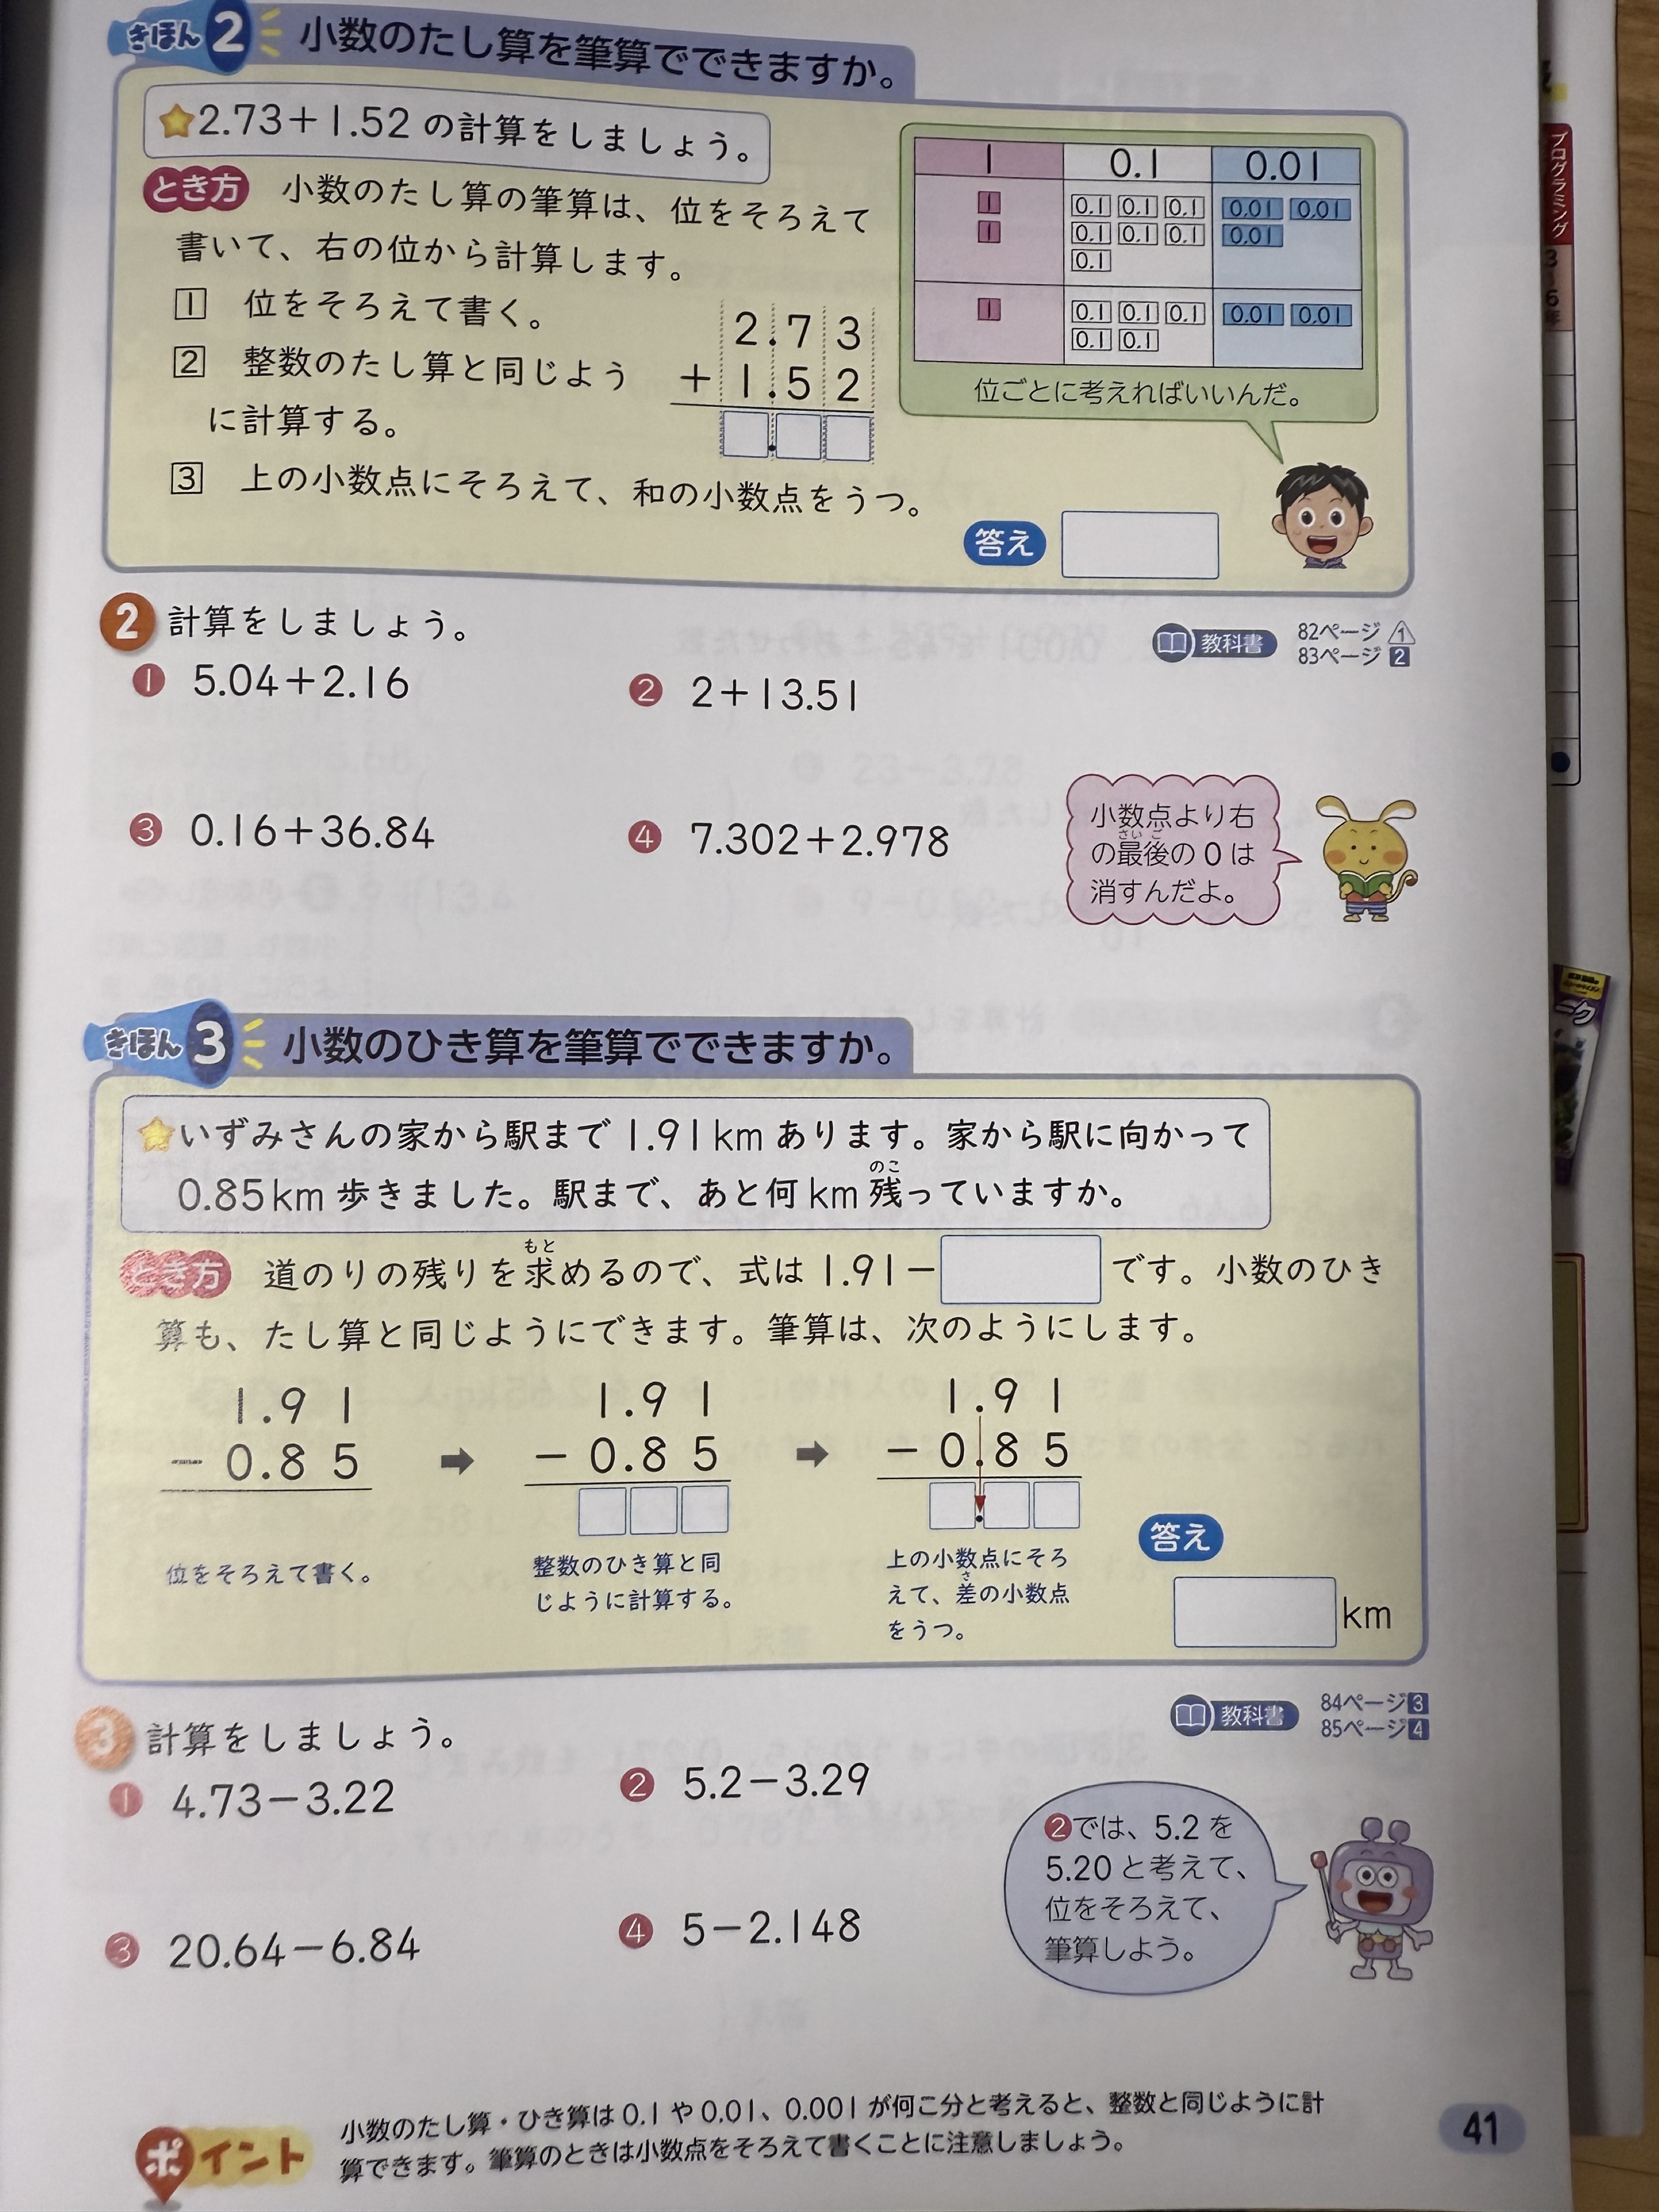 きほん 2 小数のたし算を筆算でできますか。
2.73+1.52 の計算をしましょう。
とき方 小数のたし算の筆算は、位をそろえて
書いて、右の位から計算します。
1 位をそろえて書く。
2 整数のたし算と同じよう
に計算する。
3 上の小数点にそろえて、和の小数点をうつ。
2.73
+1.52
.
1 0.1 0.01
1 0.1 0.1 0.1 0.01 0.01
1 0.1 0.1 0.1 0.01
0.1
1 0.1 0.1 0.1 0.01 0.01
0.1 0.1
位ごとに考えればいいんだ。
答え
2 計算をしましょう。
教科書 82ページ 1
83ページ 2
1 5.04+2.16
2 2+13.51
3 0.16+36.84
4 7.302+2.978
小数点より右
さいご
の最後の0は
消すんだよ。
きほん 3 小数のひき算を筆算でできますか。
いずみさんの家から駅まで 1.91km あります。家から駅に向かって
のこ
0.85km 歩きました。駅まで、あと何 km 残っていますか。
もと
とき方 道のりの残りを求めるので、式は 1.91− です。小数のひき
算も、たし算と同じようにできます。筆算は、次のようにします。
1.91
−0.85
位をそろえて書く。
1.91
−0.85
整数のひき算と同
じように計算する。
1.91
−0.85
.
上の小数点にそろ
さ
えて、差の小数点
をうつ。
答え
km
3 計算をしましょう。
教科書 84ページ 3
85ページ 4
1 4.73−3.22
2 5.2−3.29
3 20.64−6.84
4 5−2.148
2では、5.2を
5.20と考えて、
位をそろえて、
筆算しよう。
ポイント
小数のたし算・ひき算は 0.1 や 0.01、0.001 が何こ分と考えると、整数と同じように計
算できます。筆算のときは小数点をそろえて書くことに注意しましょう。
41
プログラミング